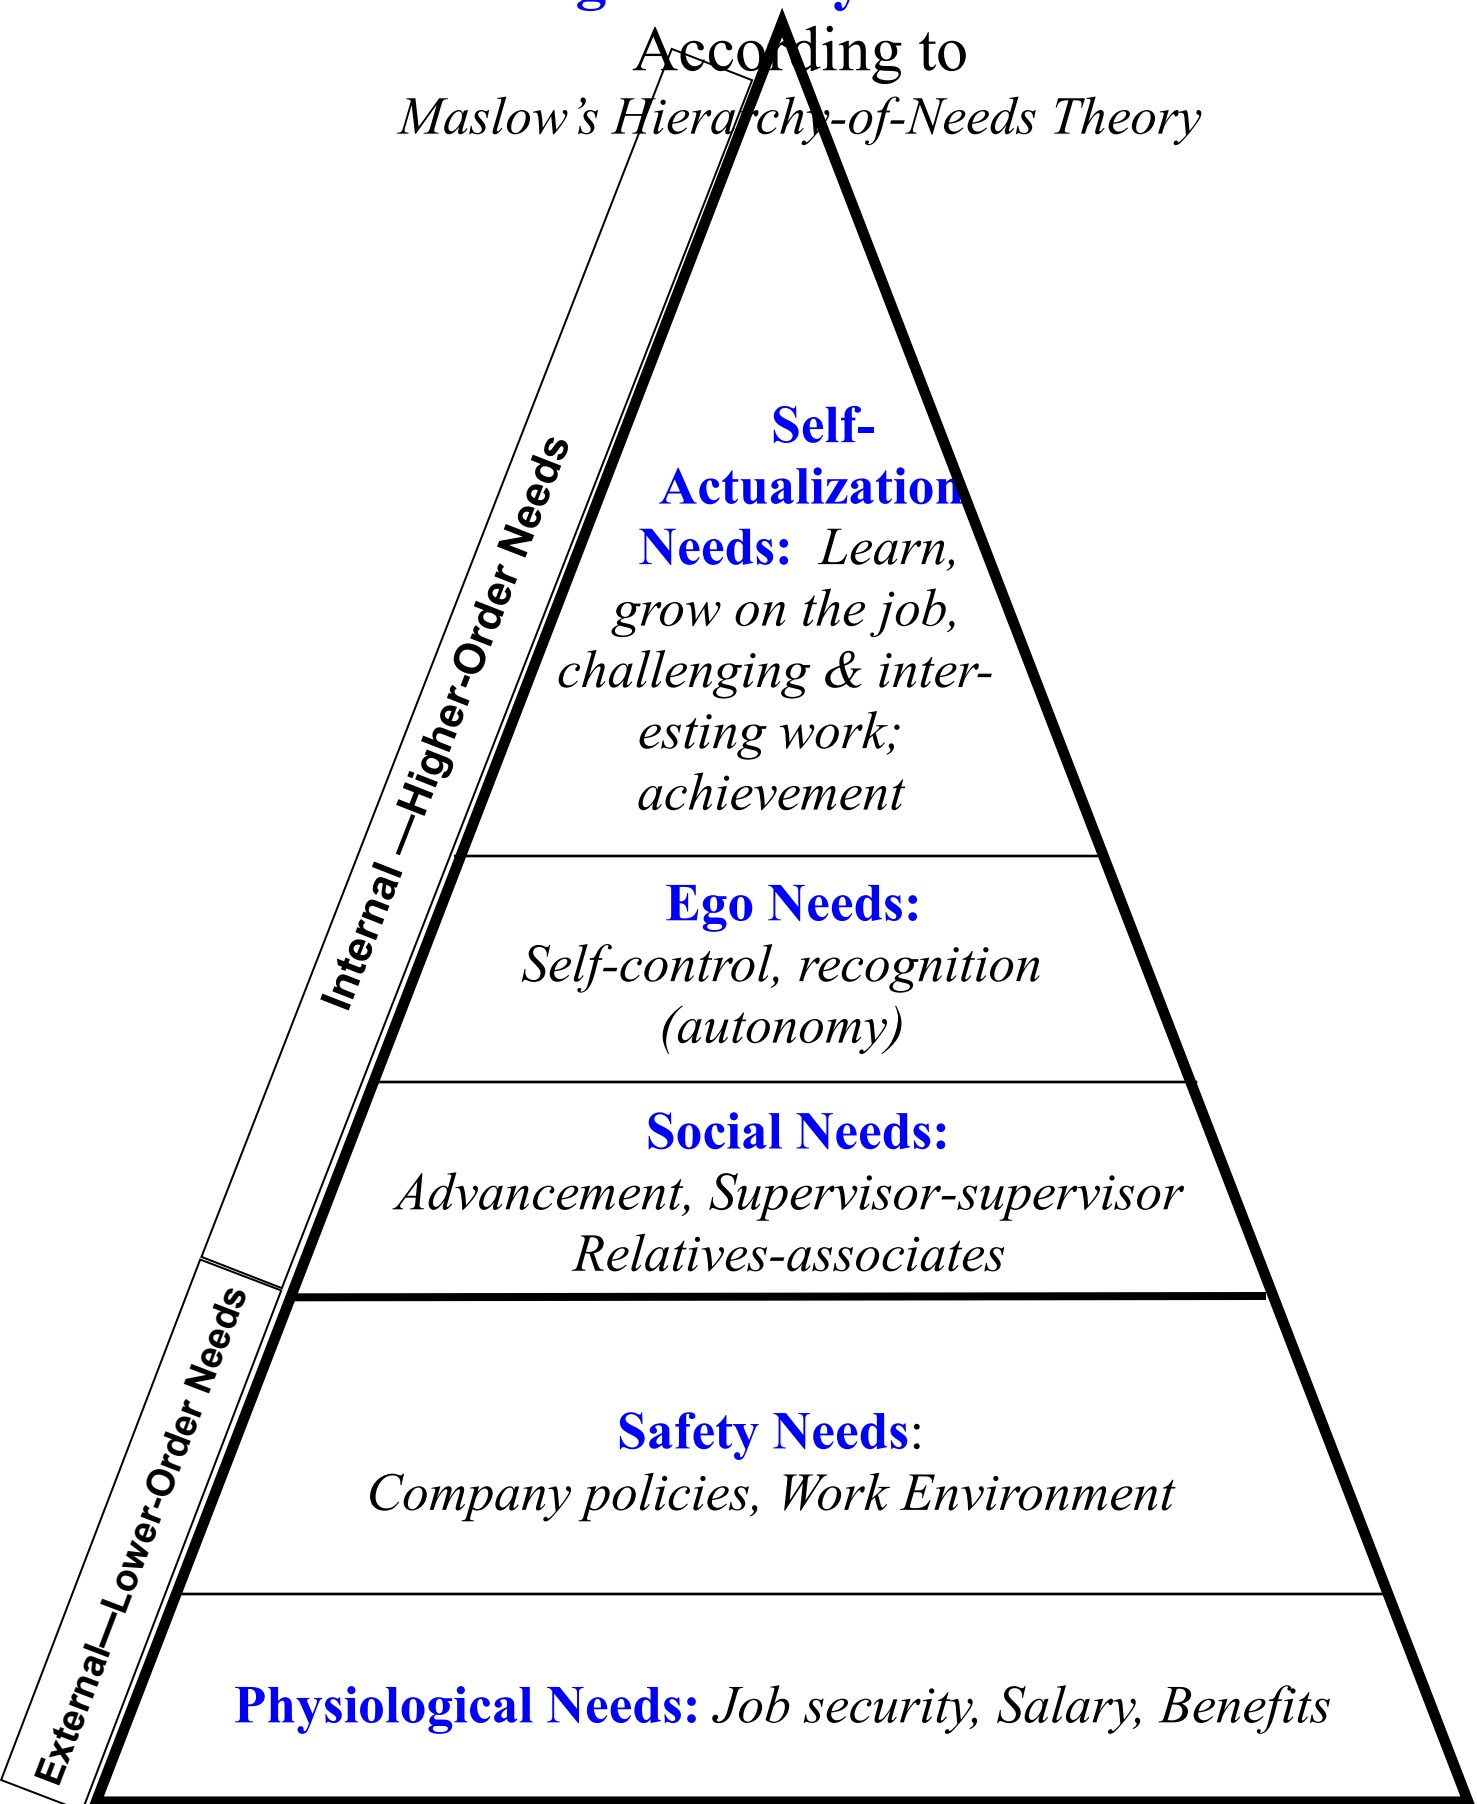 According to
Maslow’s Hierarchy-of-Needs Theory
Self-
Actualization
Needs: Learn,
grow on the job,
challenging & inter-
esting work;
achievement
Ego Needs:
Self-control, recognition
(autonomy)
Social Needs:
Advancement, Supervisor-supervisor
Relatives-associates
Safety Needs:
Company policies, Work Environment
Physiological Needs: Job security, Salary, Benefits
Internal —Higher-Order Needs
External—Lower-Order Needs